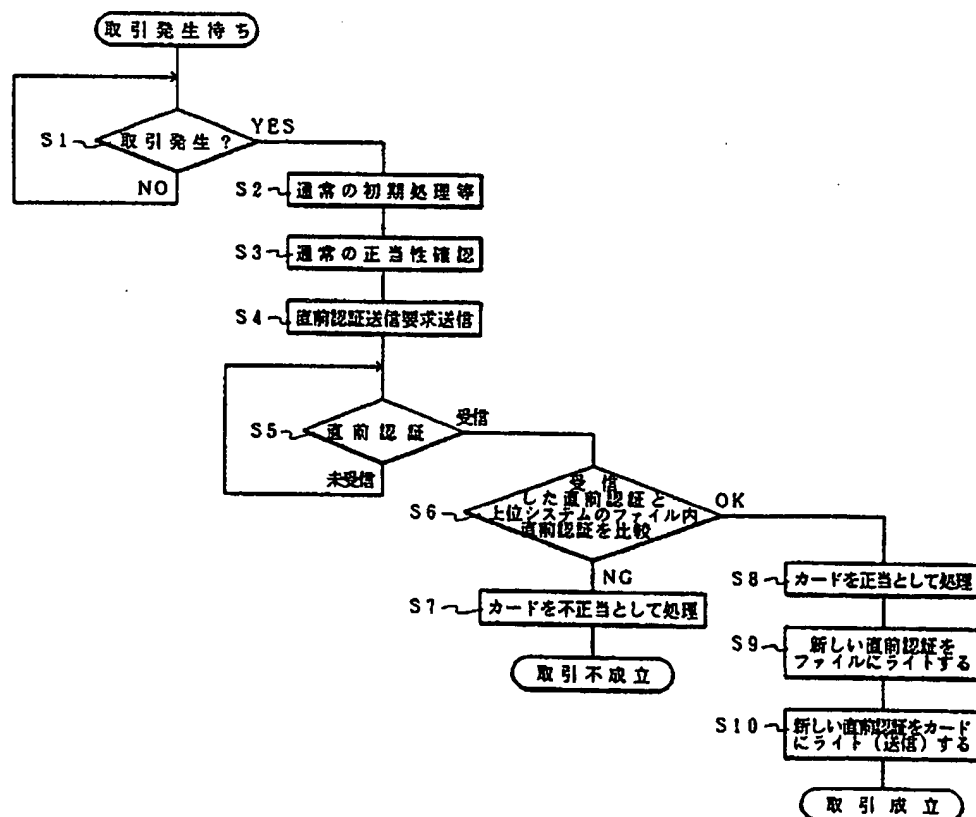 取引発生待ち
S1
取引発生?
YES
NO
S2
通常の初期処理等
S3
通常の正当性確認
S4
直前認証送信要求送信
S5
直前認証
受信
未受信
S6
受信
した直前認証と
上位システムのファイル内
直前認証を比較
OK
NG
S7
カードを不正当として処理
取引不成立
S8
カードを正当として処理
S9
新しい直前認証を
ファイルにライトする
S10
新しい直前認証をカード
にライト(送信)する
取引成立